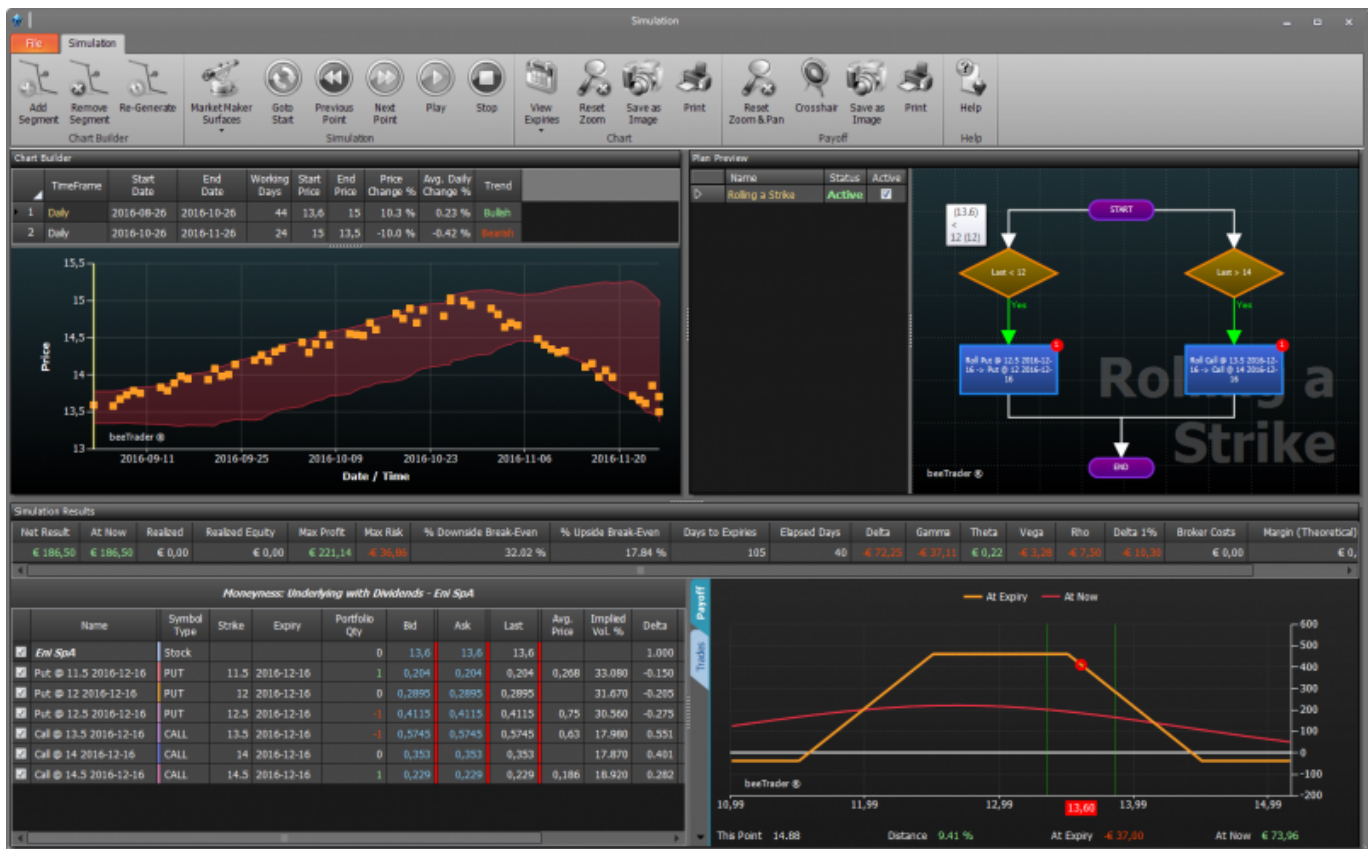 Simulation
File Simulation
Add Segment Remove Segment Re-Generate Market Maker Surfaces Goto Start Previous Point Next Point Play Stop View Expiries Reset Zoom Save as Image Print Reset Zoom & Pan Crosshair Save as Image Print Help
Chart Builder Simulation Chart Payoff Help
Chart Builder
TimeFrame Start Date End Date Working Days Start Price End Price Price Change % Avg. Daily Change % Trend
1 Daily 2016-08-26 2016-10-26 44 13,6 15 10.3 % 0.23 % Bullish
2 Daily 2016-10-26 2016-11-26 24 15 13,5 -10.0 % -0.42 % Bearish
15,5
15
14,5
14
13,5
13
Price
beeTrader ®
2016-09-11 2016-09-25 2016-10-09 2016-10-23 2016-11-06 2016-11-20
Date / Time
Plan Preview
Name Status Active
Rolling a Strike Active
START
(13.6)
<
12 (12)
Last < 12 Last > 14
Yes Yes
1 1
Roll Put @ 12.5 2016-12-
16 -> Put @ 12 2016-12-
16
Roll Call @ 13.5 2016-12-
16 -> Call @ 14 2016-12-
16
END
Rolling a
Strike
beeTrader ®
Simulation Results
Net Result At Now Realized Realized Equity Max Profit Max Risk % Downside Break-Even % Upside Break-Even Days to Expiries Elapsed Days Delta Gamma Theta Vega Rho Delta 1% Broker Costs Margin (Theoretical)
€ 186,50 € 186,50 € 0,00 € 0,00 € 221,14 -€ 36,86 32.02 % 17.84 % 105 40 -€ 72,25 -€ 37,11 € 0,22 -€ 3,28 -€ 7,50 -€ 10,30 € 0,00 € 0,
Moneyness: Underlying with Dividends - Eni SpA
Name Symbol Type Strike Expiry Portfolio Qty Bid Ask Last Avg. Price Implied Vol. % Delta
Eni SpA Stock 0 13,6 13,6 13,6 1.000
Put @ 11.5 2016-12-16 PUT 11.5 2016-12-16 1 0,204 0,204 0,204 0,268 33.080 -0.150
Put @ 12 2016-12-16 PUT 12 2016-12-16 0 0,2895 0,2895 0,2895 31.670 -0.205
Put @ 12.5 2016-12-16 PUT 12.5 2016-12-16 -1 0,4115 0,4115 0,4115 0,75 30.560 -0.275
Call @ 13.5 2016-12-16 CALL 13.5 2016-12-16 -1 0,5745 0,5745 0,5745 0,63 17.980 0.551
Call @ 14 2016-12-16 CALL 14 2016-12-16 0 0,353 0,353 0,353 17.870 0.401
Call @ 14.5 2016-12-16 CALL 14.5 2016-12-16 1 0,229 0,229 0,229 0,186 18.920 0.282
Payoff
Trades
At Expiry At Now
600
500
400
300
200
100
0
-100
-200
beeTrader ®
10,99 11,99 12,99 13,60 13,99 14,99
This Point 14.88 Distance 9.41 % At Expiry -€ 37,00 At Now € 73,96